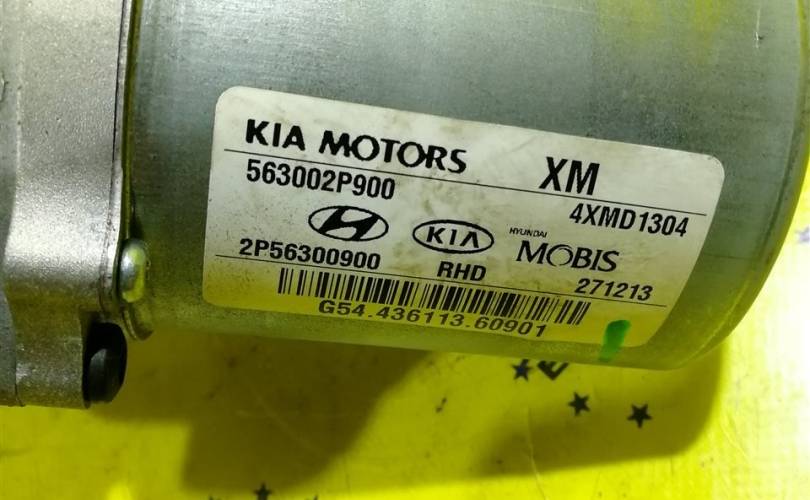 KIA MOTORS XM
563002P900 4XMD1304
KIA HYUNDAI MOBIS
2P56300900 RHD 271213
G54.436113.60901